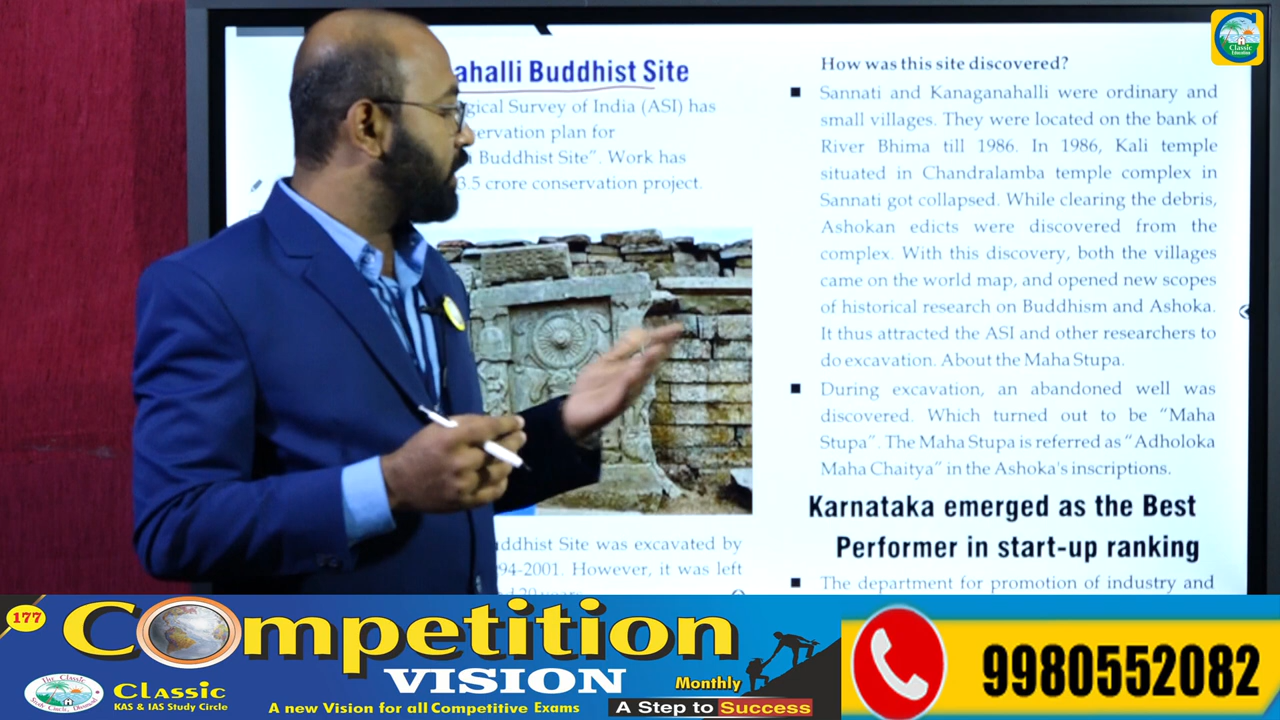 ahalli Buddhist Site
gical Survey of India (ASI) has
servation plan for
Buddhist Site”. Work has
3.5 crore conservation project.
uddhist Site was excavated by
94-2001. However, it was left
How was this site discovered?
Sannati and Kanaganahalli were ordinary and
small villages. They were located on the bank of
River Bhima till 1986. In 1986, Kali temple
situated in Chandralamba temple complex in
Sannati got collapsed. While clearing the debris,
Ashokan edicts were discovered from the
complex. With this discovery, both the villages
came on the world map, and opened new scopes
of historical research on Buddhism and Ashoka.
It thus attracted the ASI and other researchers to
do excavation. About the Maha Stupa.
During excavation, an abandoned well was
discovered. Which turned out to be “Maha
Stupa”. The Maha Stupa is referred as “Adholoka
Maha Chaitya” in the Ashoka's inscriptions.
Karnataka emerged as the Best
Performer in start-up ranking
The department for promotion of industry and
Classic
Education
177
Competition
VISION
Monthly
The Classic
Study Circle, Dharwad
Classic
KAS & IAS Study Circle
A new Vision for all Competitive Exams
A Step to Success
9980552082